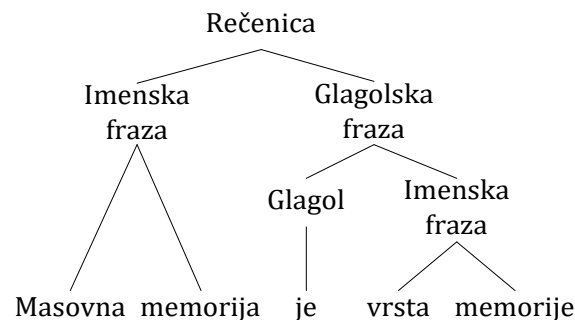 Rečenica
Imenska fraza
Glagolska fraza
Glagol
Imenska fraza
Masovna memorija je vrsta memorije